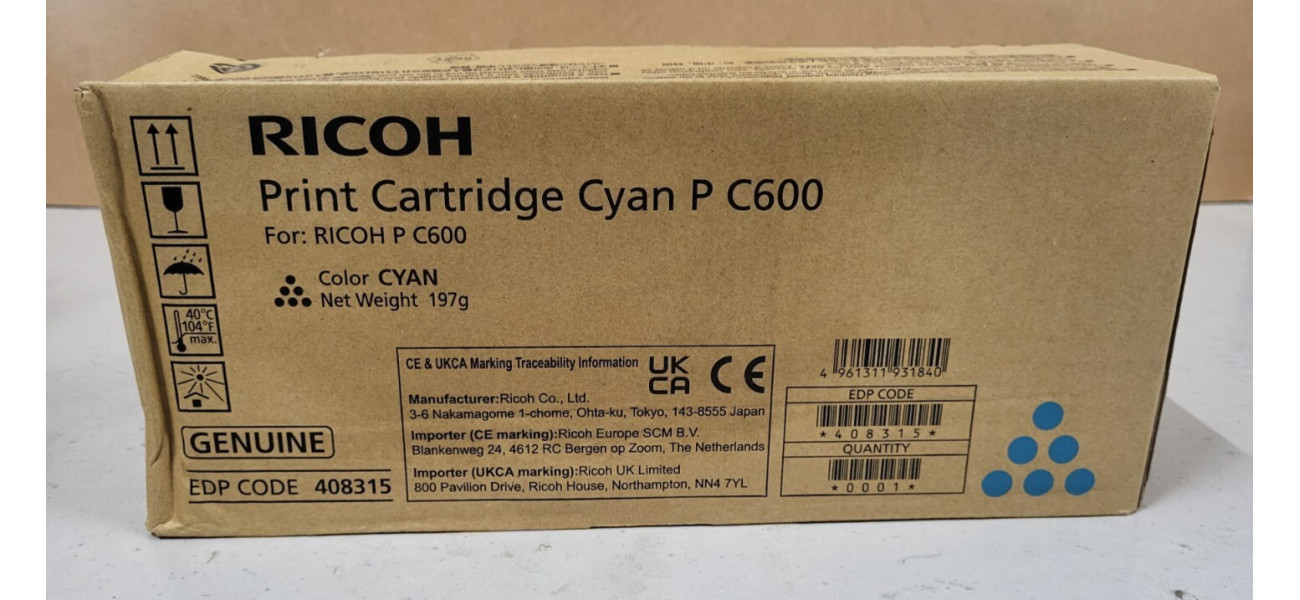 RICOH
Print Cartridge Cyan P C600
For: RICOH P C600
Color CYAN
Net Weight 197g
40°C
104°F
max.
GENUINE
EDP CODE 408315
CE & UKCA Marking Traceability Information
UK
CA
CE
Manufacturer:Ricoh Co., Ltd.
3-6 Nakamagome 1-chome, Ohta-ku, Tokyo, 143-8555 Japan
Importer (CE marking):Ricoh Europe SCM B.V.
Blankenweg 24, 4612 RC Bergen op Zoom, The Netherlands
Importer (UKCA marking):Ricoh UK Limited
800 Pavilion Drive, Ricoh House, Northampton, NN4 7YL
4 961311 931840
EDP CODE
*408315*
QUANTITY
*0001*